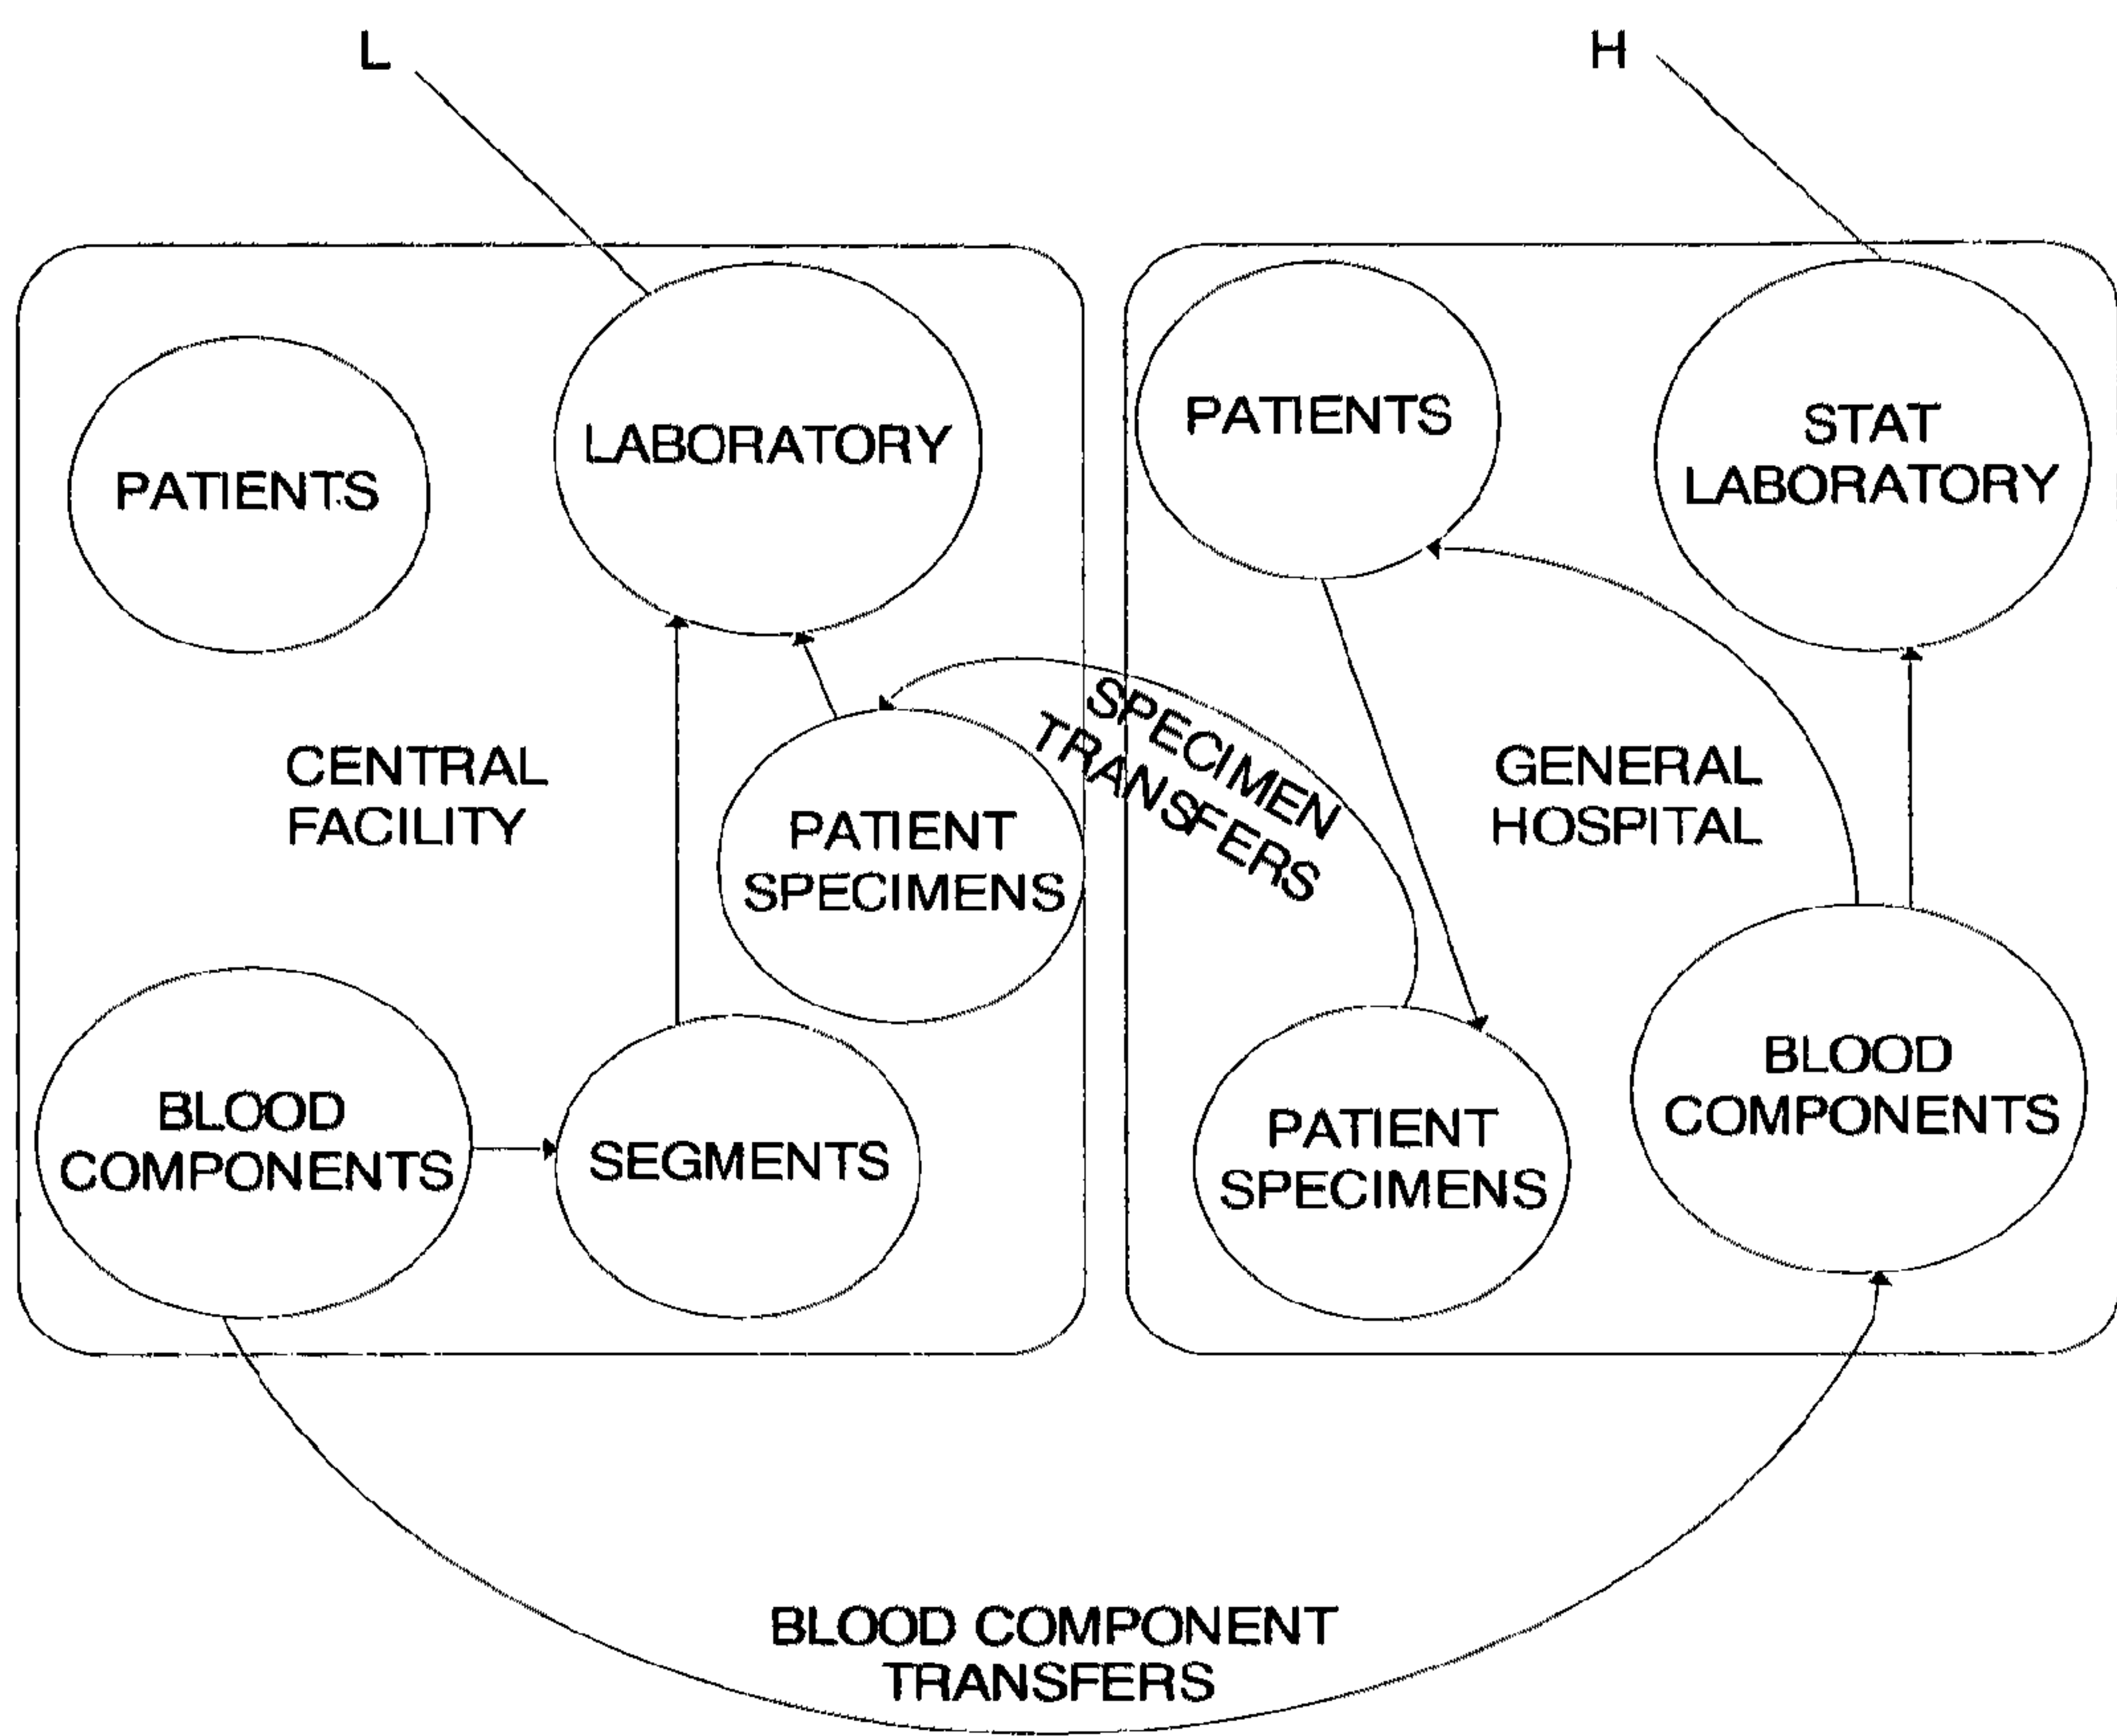 L
H
PATIENTS
LABORATORY
CENTRAL
FACILITY
PATIENT
SPECIMENS
BLOOD
COMPONENTS
SEGMENTS
SPECIMEN
TRANSFERS
PATIENTS
STAT
LABORATORY
GENERAL
HOSPITAL
PATIENT
SPECIMENS
BLOOD
COMPONENTS
BLOOD COMPONENT
TRANSFERS